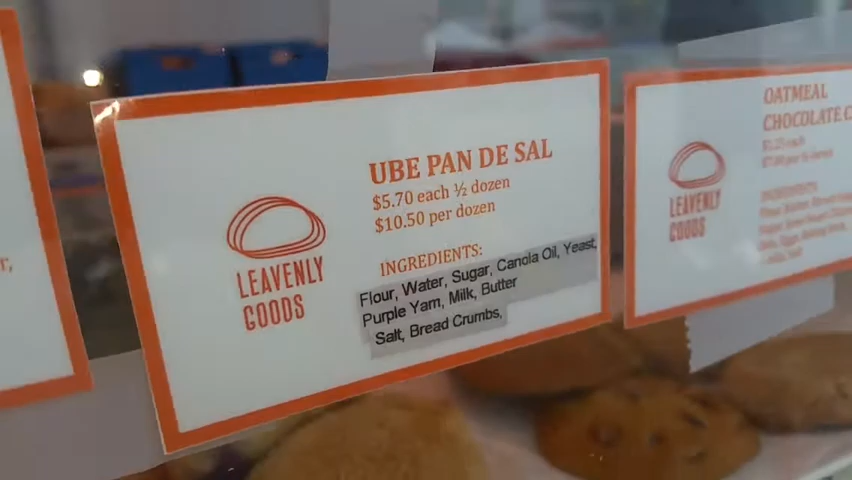 UBE PAN DE SAL
$5.70 each ½ dozen
$10.50 per dozen
INGREDIENTS:
Flour, Water, Sugar, Canola Oil, Yeast,
Purple Yam, Milk, Butter
Salt, Bread Crumbs,
LEAVENLY
GOODS
OATMEAL
CHOCOLATE C
LEAVENLY
GOODS
INGREDIENTS
r,